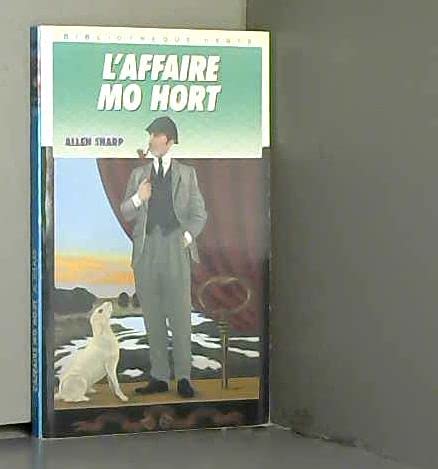 BIBLIOTHÈQUE VERTE
L'AFFAIRE
MO HORT
ALLEN SHARP